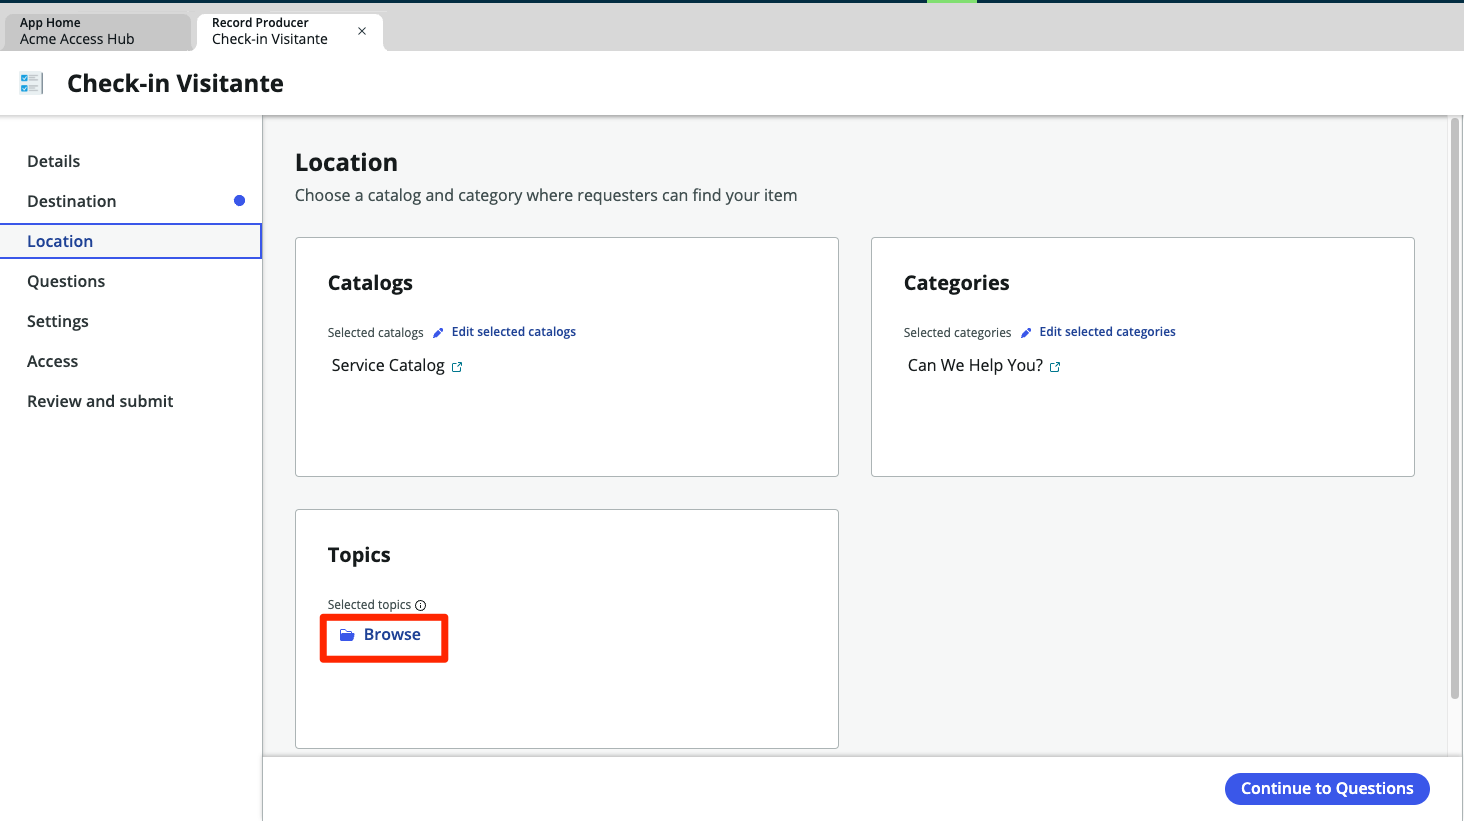 App Home
Acme Access Hub
Record Producer
Check-in Visitante
Check-in Visitante
Details
Destination
Location
Questions
Settings
Access
Review and submit
Location
Choose a catalog and category where requesters can find your item
Catalogs
Selected catalogs Edit selected catalogs
Service Catalog
Categories
Selected categories Edit selected categories
Can We Help You?
Topics
Selected topics
Browse
Continue to Questions